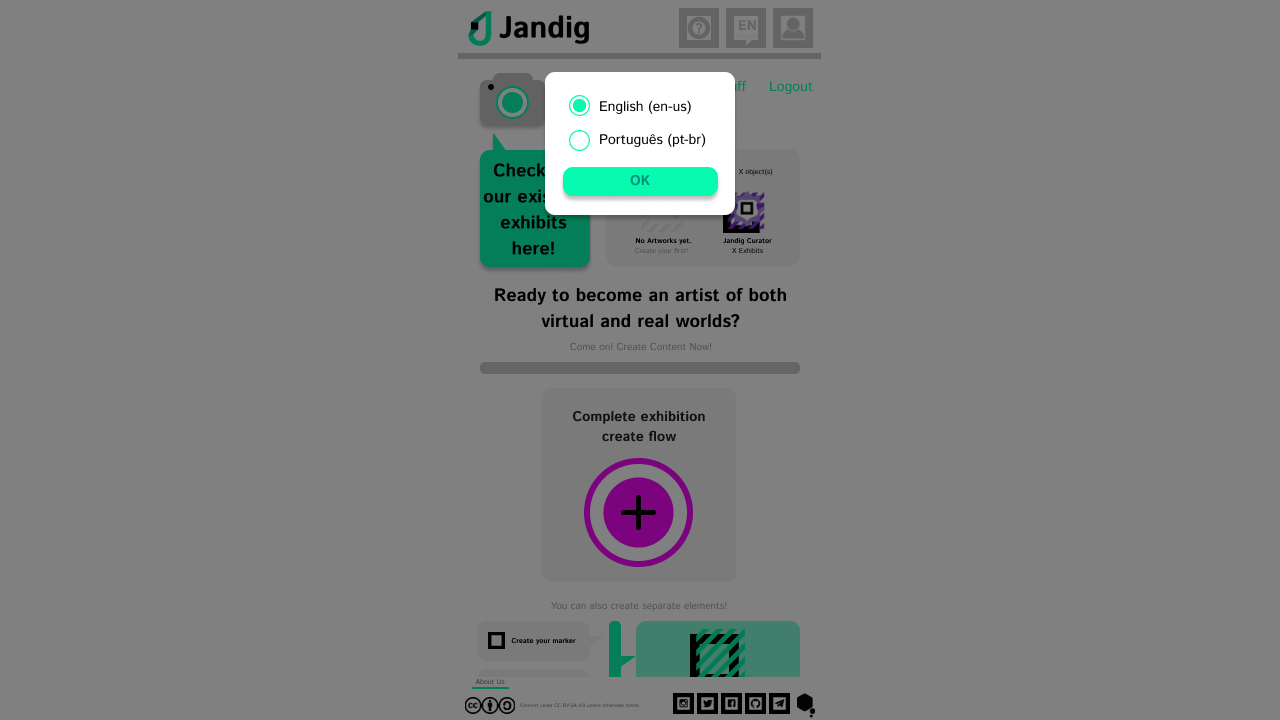 Jandig
?
EN
Logout
English (en-us)
Português (pt-br)
OK
Check
our exis
exhibits
here!
X object(s)
No Artworks yet.
Create your first!
Jandig Curator
X Exhibits
Ready to become an artist of both
virtual and real worlds?
Come on! Create Content Now!
Complete exhibition
create flow
You can also create separate elements!
Create your marker
About Us
cc
Content under CC BY-SA 4.0 unless otherwise noted.